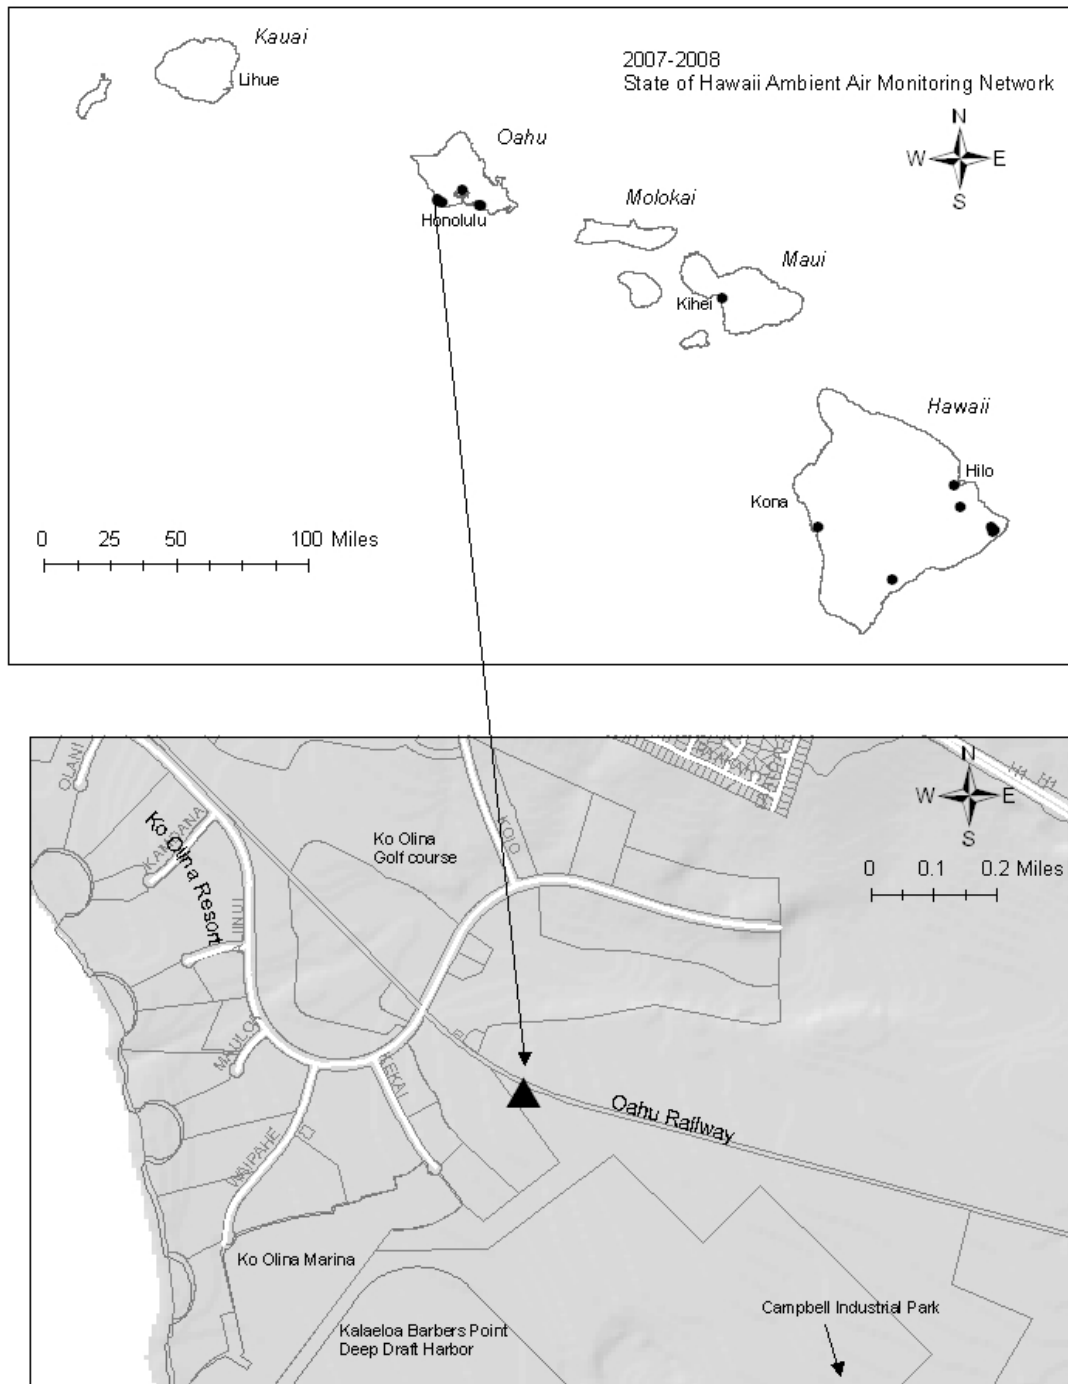 Kauai
Lihue
2007-2008
State of Hawaii Ambient Air Monitoring Network
N
W E
S
Oahu
Honolulu
Molokai
Maui
Kihei
Hawaii
Hilo
Kona
0 25 50 100 Miles
OLANI
KAMOANA
Ko Olina Resort
Ko Olina
Golf course
KOIO
H1 H1
N
W E
S
0 0.1 0.2 Miles
MAULOA
KEKAI
WAIPAHE
Oahu Railway
Ko Olina Marina
Campbell Industrial Park
Kalaeloa Barbers Point
Deep Draft Harbor